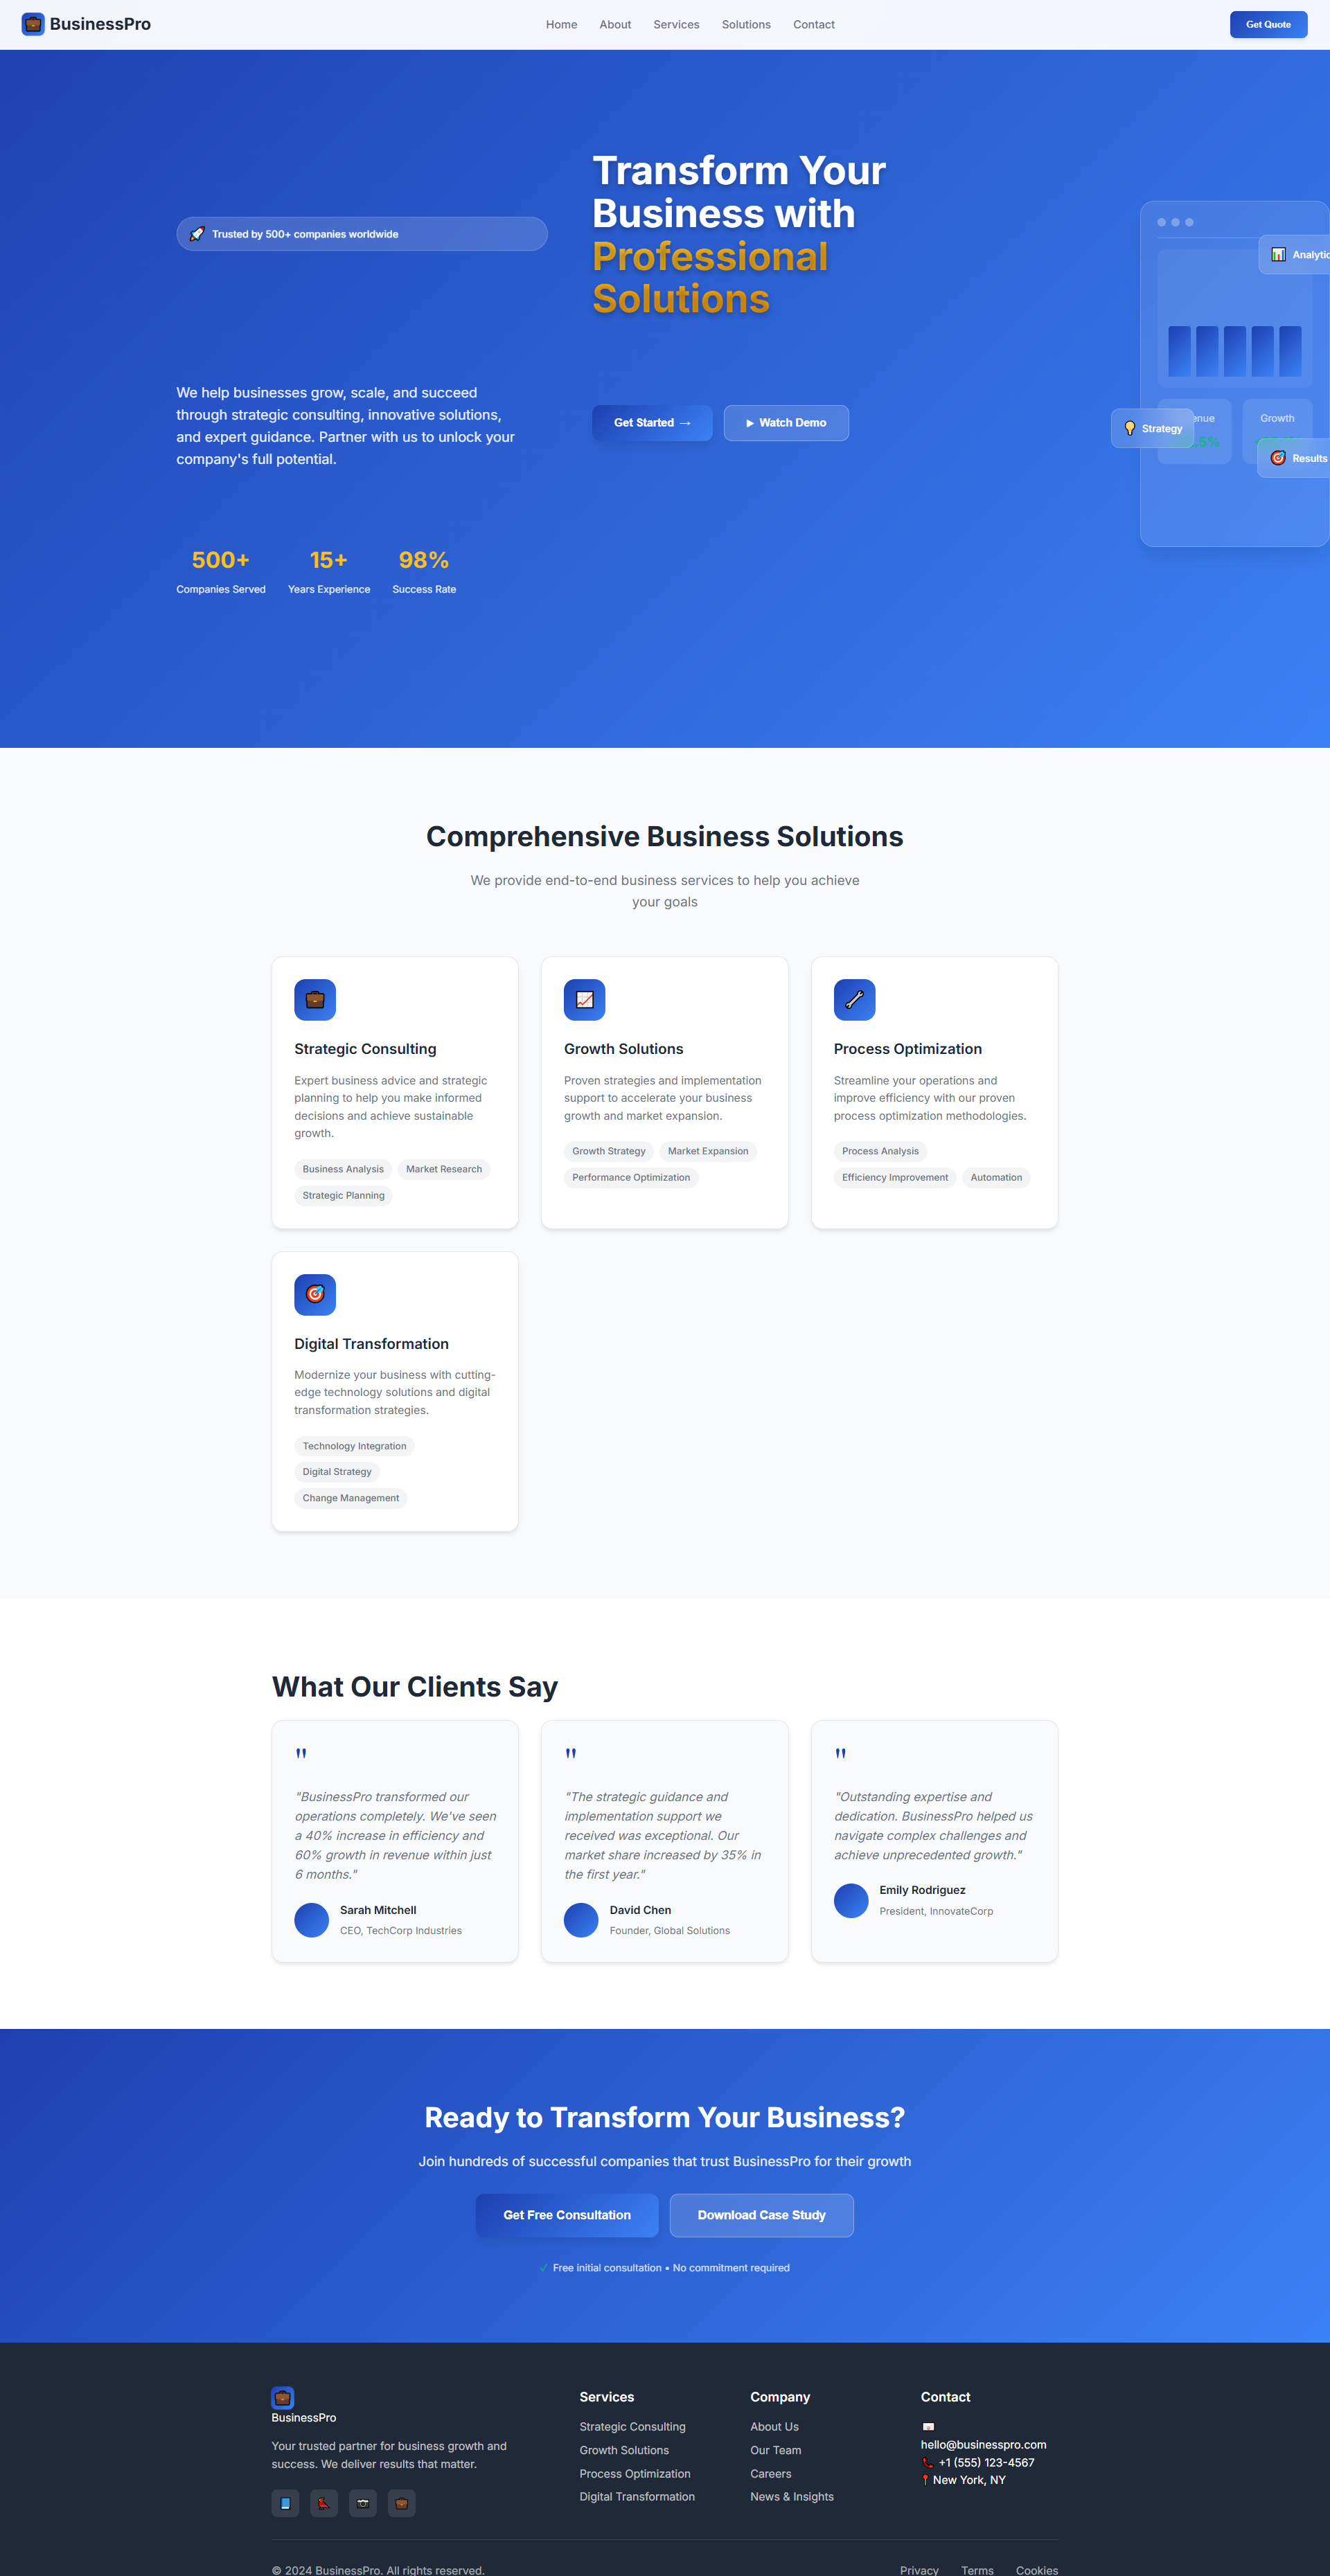 BusinessPro
Home About Services Solutions Contact
Get Quote
Trusted by 500+ companies worldwide
Transform Your
Business with
Professional
Solutions
We help businesses grow, scale, and succeed
through strategic consulting, innovative solutions,
and expert guidance. Partner with us to unlock your
company's full potential.
Get Started →
▶ Watch Demo
500+ 15+ 98%
Companies Served Years Experience Success Rate
Growth
Strategy
Results
Comprehensive Business Solutions
We provide end-to-end business services to help you achieve
your goals
Strategic Consulting
Expert business advice and strategic
planning to help you make informed
decisions and achieve sustainable
growth.
Business Analysis Market Research
Strategic Planning
Growth Solutions
Proven strategies and implementation
support to accelerate your business
growth and market expansion.
Growth Strategy Market Expansion
Performance Optimization
Process Optimization
Streamline your operations and
improve efficiency with our proven
process optimization methodologies.
Process Analysis
Efficiency Improvement Automation
Digital Transformation
Modernize your business with cutting-
edge technology solutions and digital
transformation strategies.
Technology Integration
Digital Strategy
Change Management
What Our Clients Say
"
"BusinessPro transformed our
operations completely. We've seen
a 40% increase in efficiency and
60% growth in revenue within just
6 months."
Sarah Mitchell
CEO, TechCorp Industries
"
"The strategic guidance and
implementation support we
received was exceptional. Our
market share increased by 35% in
the first year."
David Chen
Founder, Global Solutions
"
"Outstanding expertise and
dedication. BusinessPro helped us
navigate complex challenges and
achieve unprecedented growth."
Emily Rodriguez
President, InnovateCorp
Ready to Transform Your Business?
Join hundreds of successful companies that trust BusinessPro for their growth
Get Free Consultation
Download Case Study
✓ Free initial consultation • No commitment required
BusinessPro
Your trusted partner for business growth and
success. We deliver results that matter.
Services
Strategic Consulting
Growth Solutions
Process Optimization
Digital Transformation
Company
About Us
Our Team
Careers
News & Insights
Contact
hello@businesspro.com
+1 (555) 123-4567
New York, NY
© 2024 BusinessPro. All rights reserved.
Privacy Terms Cookies